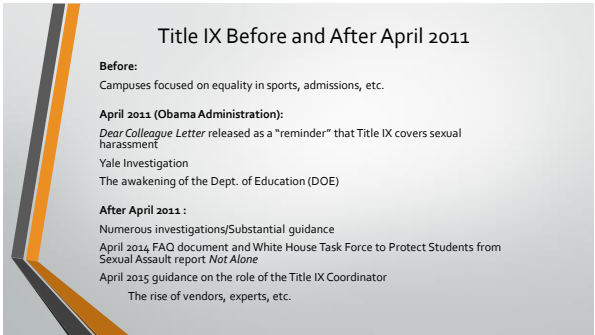 Title IX Before and After April 2011
Before:
Campuses focused on equality in sports, admissions, etc.
April 2011 (Obama Administration):
Dear Colleague Letter released as a “reminder” that Title IX covers sexual
harassment
Yale Investigation
The awakening of the Dept. of Education (DOE)
After April 2011 :
Numerous investigations/Substantial guidance
April 2014 FAQ document and White House Task Force to Protect Students from
Sexual Assault report Not Alone
April 2015 guidance on the role of the Title IX Coordinator
The rise of vendors, experts, etc.